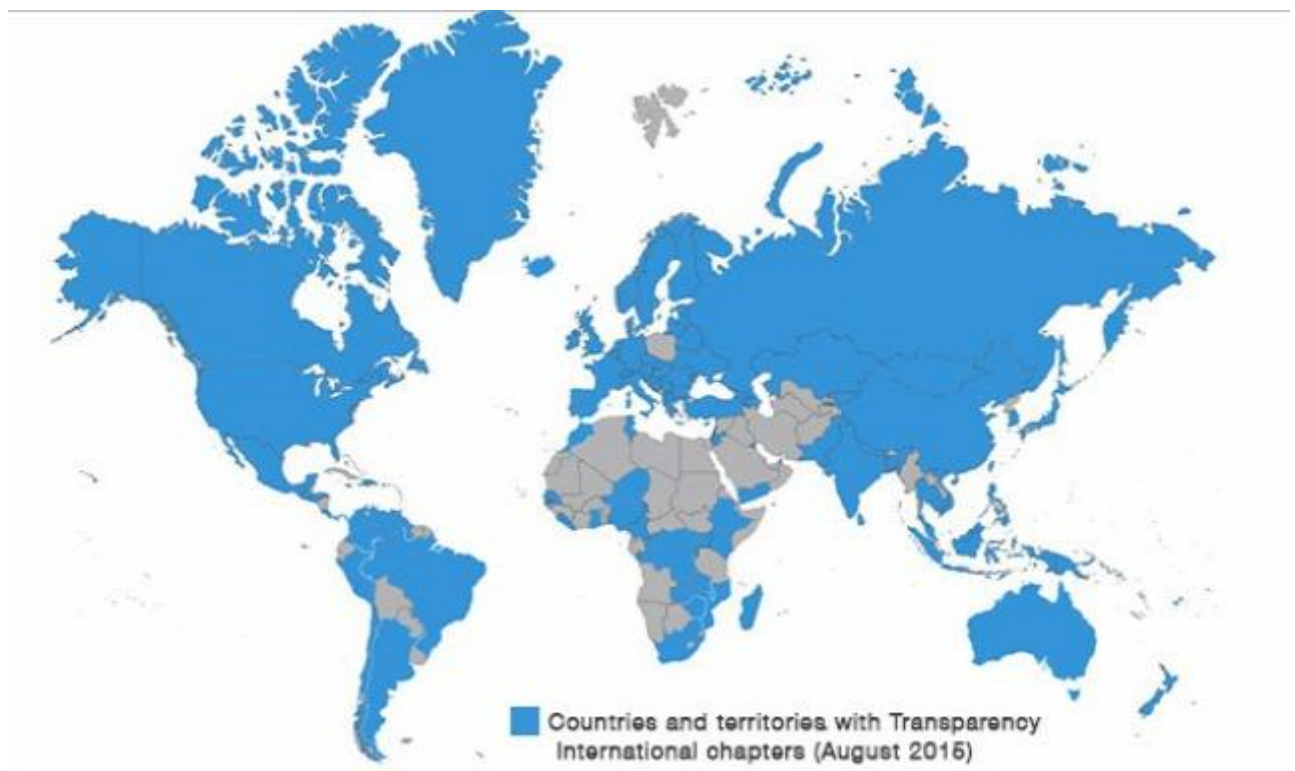 Countries and territories with Transparency
International chapters (August 2015)